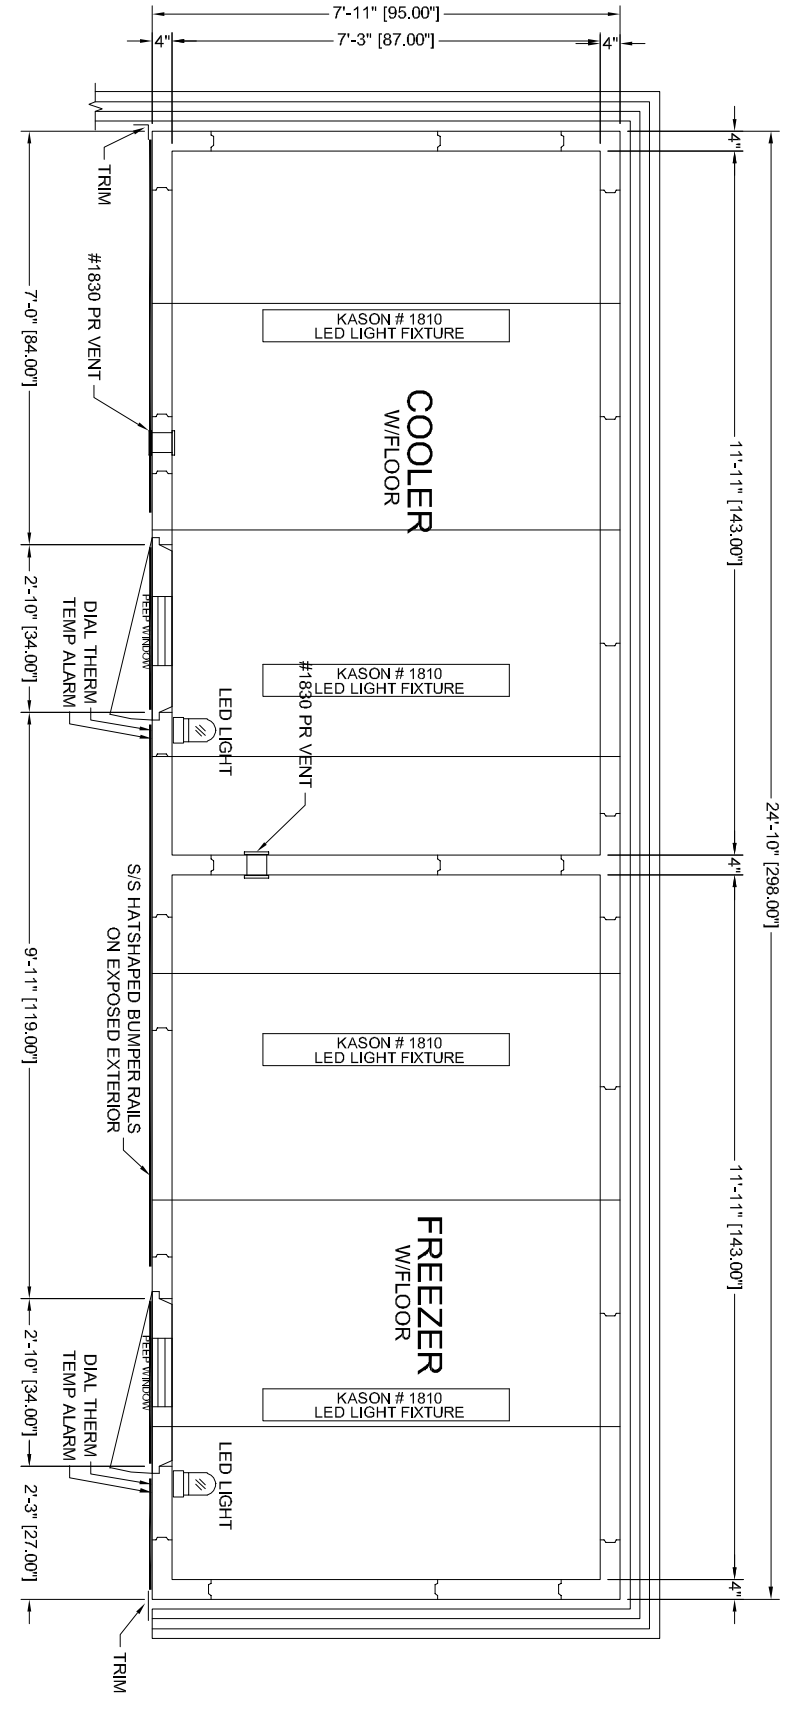 7'-11" [95.00"]
4"
7'-3" [87.00"]
4"
4"
TRIM
#1830 PR VENT
7'-0" [84.00"]
KASON # 1810
LED LIGHT FIXTURE
COOLER
W/FLOOR
11'-11" [143.00"]
2'-10" [34.00"]
DIAL THERM
TEMP ALARM
PEEP WINDOW
KASON # 1810
LED LIGHT FIXTURE
#1830 PR VENT
LED LIGHT
24'-10" [298.00"]
4"
S/S HATSHAPED BUMPER RAILS
ON EXPOSED EXTERIOR
9'-11" [119.00"]
KASON # 1810
LED LIGHT FIXTURE
11'-11" [143.00"]
FREEZER
W/FLOOR
2'-10" [34.00"]
DIAL THERM
TEMP ALARM
PEEP WINDOW
KASON # 1810
LED LIGHT FIXTURE
LED LIGHT
2'-3" [27.00"]
4"
TRIM